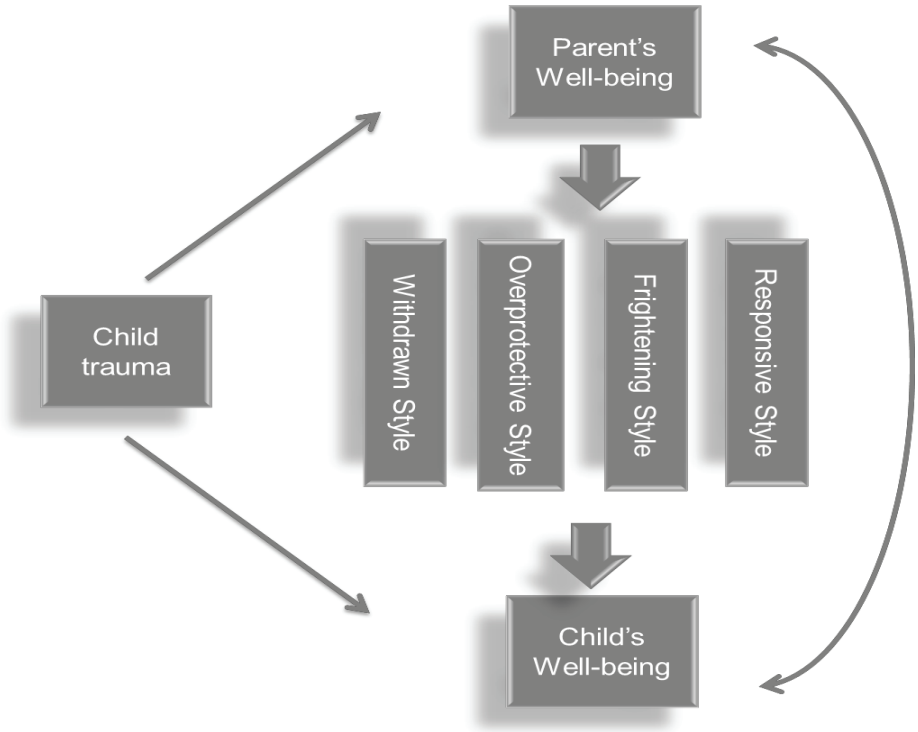 Parent's
Well-being
Child
trauma
Withdrawn Style
Overprotective Style
Frightening Style
Responsive Style
Child's
Well-being